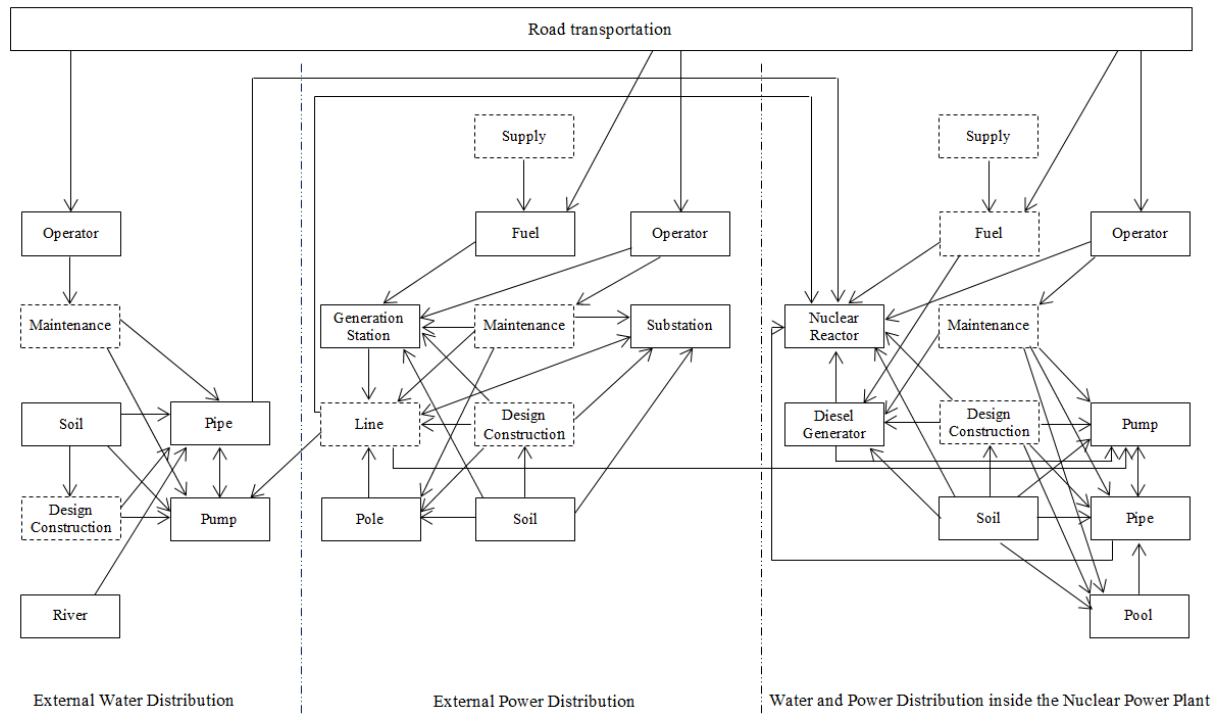 Road transportation
Supply
Supply
Operator
Fuel
Operator
Fuel
Operator
Maintenance
Generation
Station
Maintenance
Substation
Nuclear
Reactor
Maintenance
Soil
Pipe
Line
Design
Construction
Diesel
Generator
Design
Construction
Pump
Design
Construction
Pump
Pole
Soil
Soil
Pipe
River
Pool
External Water Distribution
External Power Distribution
Water and Power Distribution inside the Nuclear Power Plant